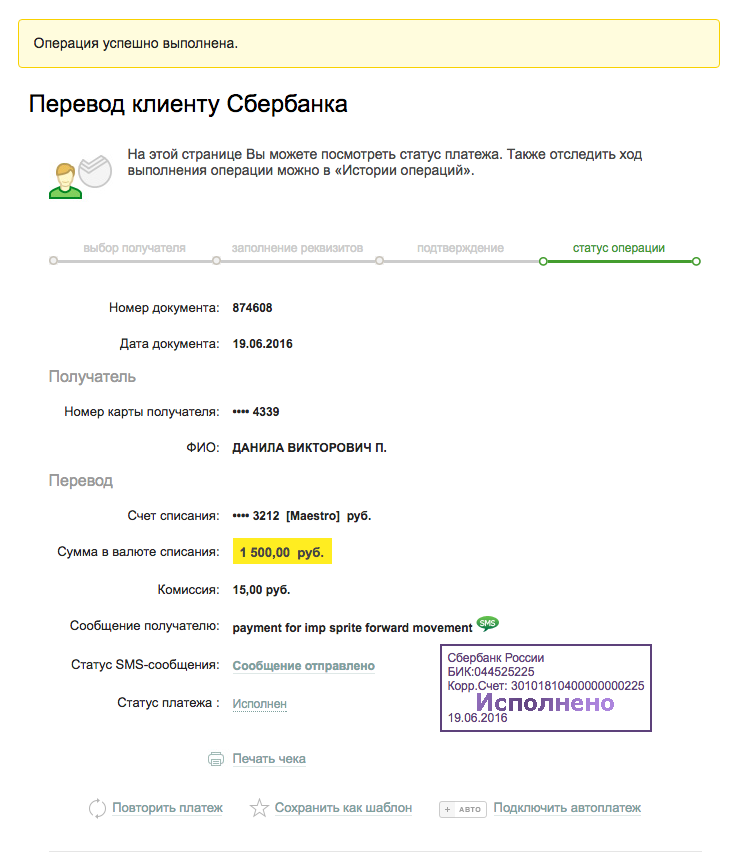 Операция успешно выполнена.
Перевод клиенту Сбербанка
На этой странице Вы можете посмотреть статус платежа. Также отследить ход
выполнения операции можно в «Истории операций».
выбор получателя заполнение реквизитов подтверждение статус операции
Номер документа: 874608
Дата документа: 19.06.2016
Получатель
Номер карты получателя: •••• 4339
ФИО: ДАНИЛА ВИКТОРОВИЧ П.
Перевод
Счет списания: •••• 3212 [Maestro] руб.
Сумма в валюте списания: 1 500,00 руб.
Комиссия: 15,00 руб.
Сообщение получателю: payment for imp sprite forward movement SMS
Статус SMS-сообщения: Сообщение отправлено
Статус платежа : Исполнен
Сбербанк России
БИК:044525225
Корр.Счет: 30101810400000000225
Исполнено
19.06.2016
Печать чека
Повторить платеж Сохранить как шаблон + АВТО Подключить автоплатеж